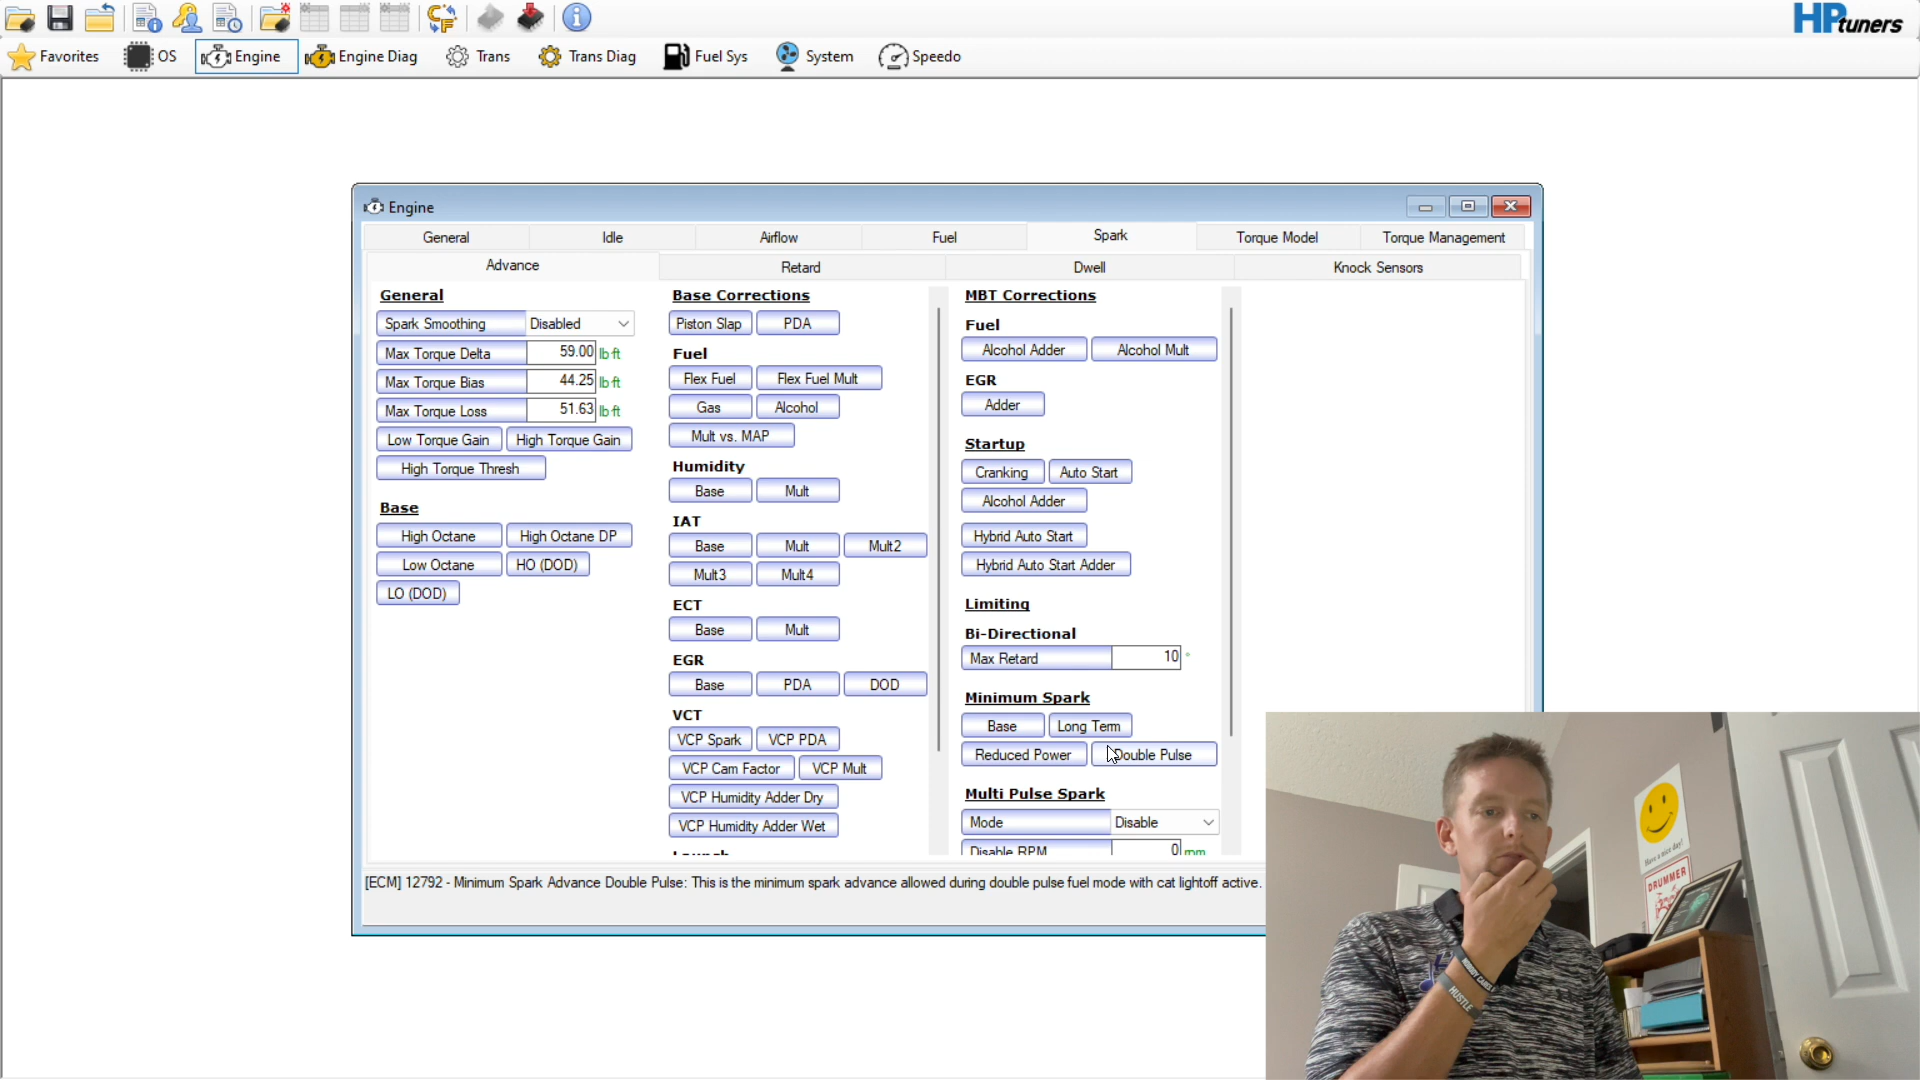 HPtuners
Favorites OS Engine Engine Diag Trans Trans Diag Fuel Sys System Speedo
Engine
General Idle Airflow Fuel Spark Torque Model Torque Management
Advance Retard Dwell Knock Sensors
General
Spark Smoothing Disabled
Max Torque Delta 59.00 lb·ft
Max Torque Bias 44.25 lb·ft
Max Torque Loss 51.63 lb·ft
Low Torque Gain High Torque Gain
High Torque Thresh
Base
High Octane High Octane DP
Low Octane HO (DOD)
LO (DOD)
Base Corrections
Piston Slap PDA
Fuel
Flex Fuel Flex Fuel Mult
Gas Alcohol
Mult vs. MAP
Humidity
Base Mult
IAT
Base Mult Mult2
Mult3 Mult4
ECT
Base Mult
EGR
Base PDA DOD
VCT
VCP Spark VCP PDA
VCP Cam Factor VCP Mult
VCP Humidity Adder Dry
VCP Humidity Adder Wet
MBT Corrections
Fuel
Alcohol Adder Alcohol Mult
EGR
Adder
Startup
Cranking Auto Start
Alcohol Adder
Hybrid Auto Start
Hybrid Auto Start Adder
Limiting
Bi-Directional
Max Retard 10 °
Minimum Spark
Base Long Term
Reduced Power Double Pulse
Multi Pulse Spark
Mode Disable
Disable RPM 0 rpm
[ECM] 12792 - Minimum Spark Advance Double Pulse: This is the minimum spark advance allowed during double pulse fuel mode with cat lightoff active.
Have a nice day!
DRUMMER
NOBODY CARES
HUSTLE